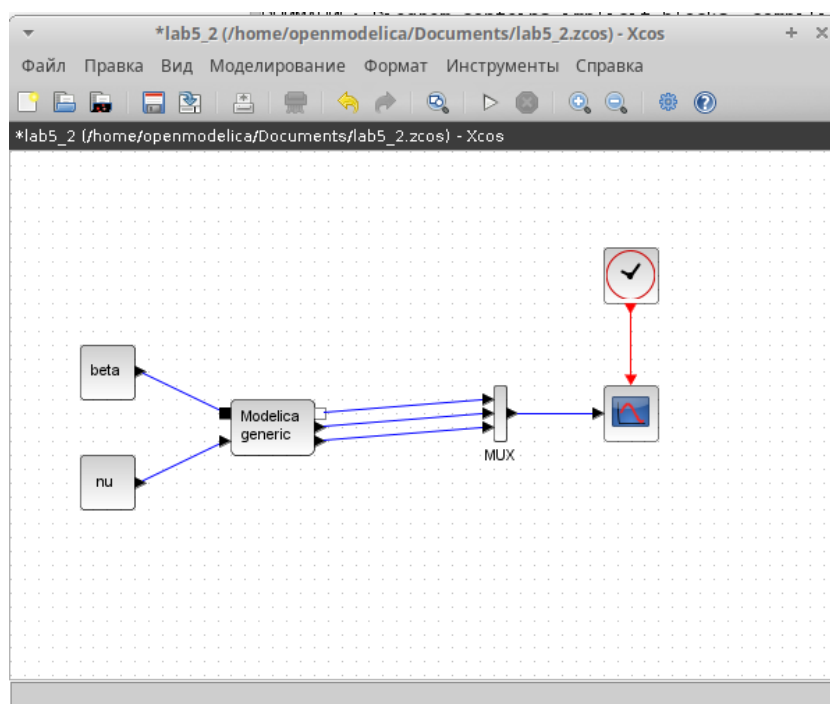 *lab5_2 (/home/openmodelica/Documents/lab5_2.zcos) - Xcos
Файл Правка Вид Моделирование Формат Инструменты Справка
*lab5_2 (/home/openmodelica/Documents/lab5_2.zcos) - Xcos
beta
Modelica
generic
MUX
nu